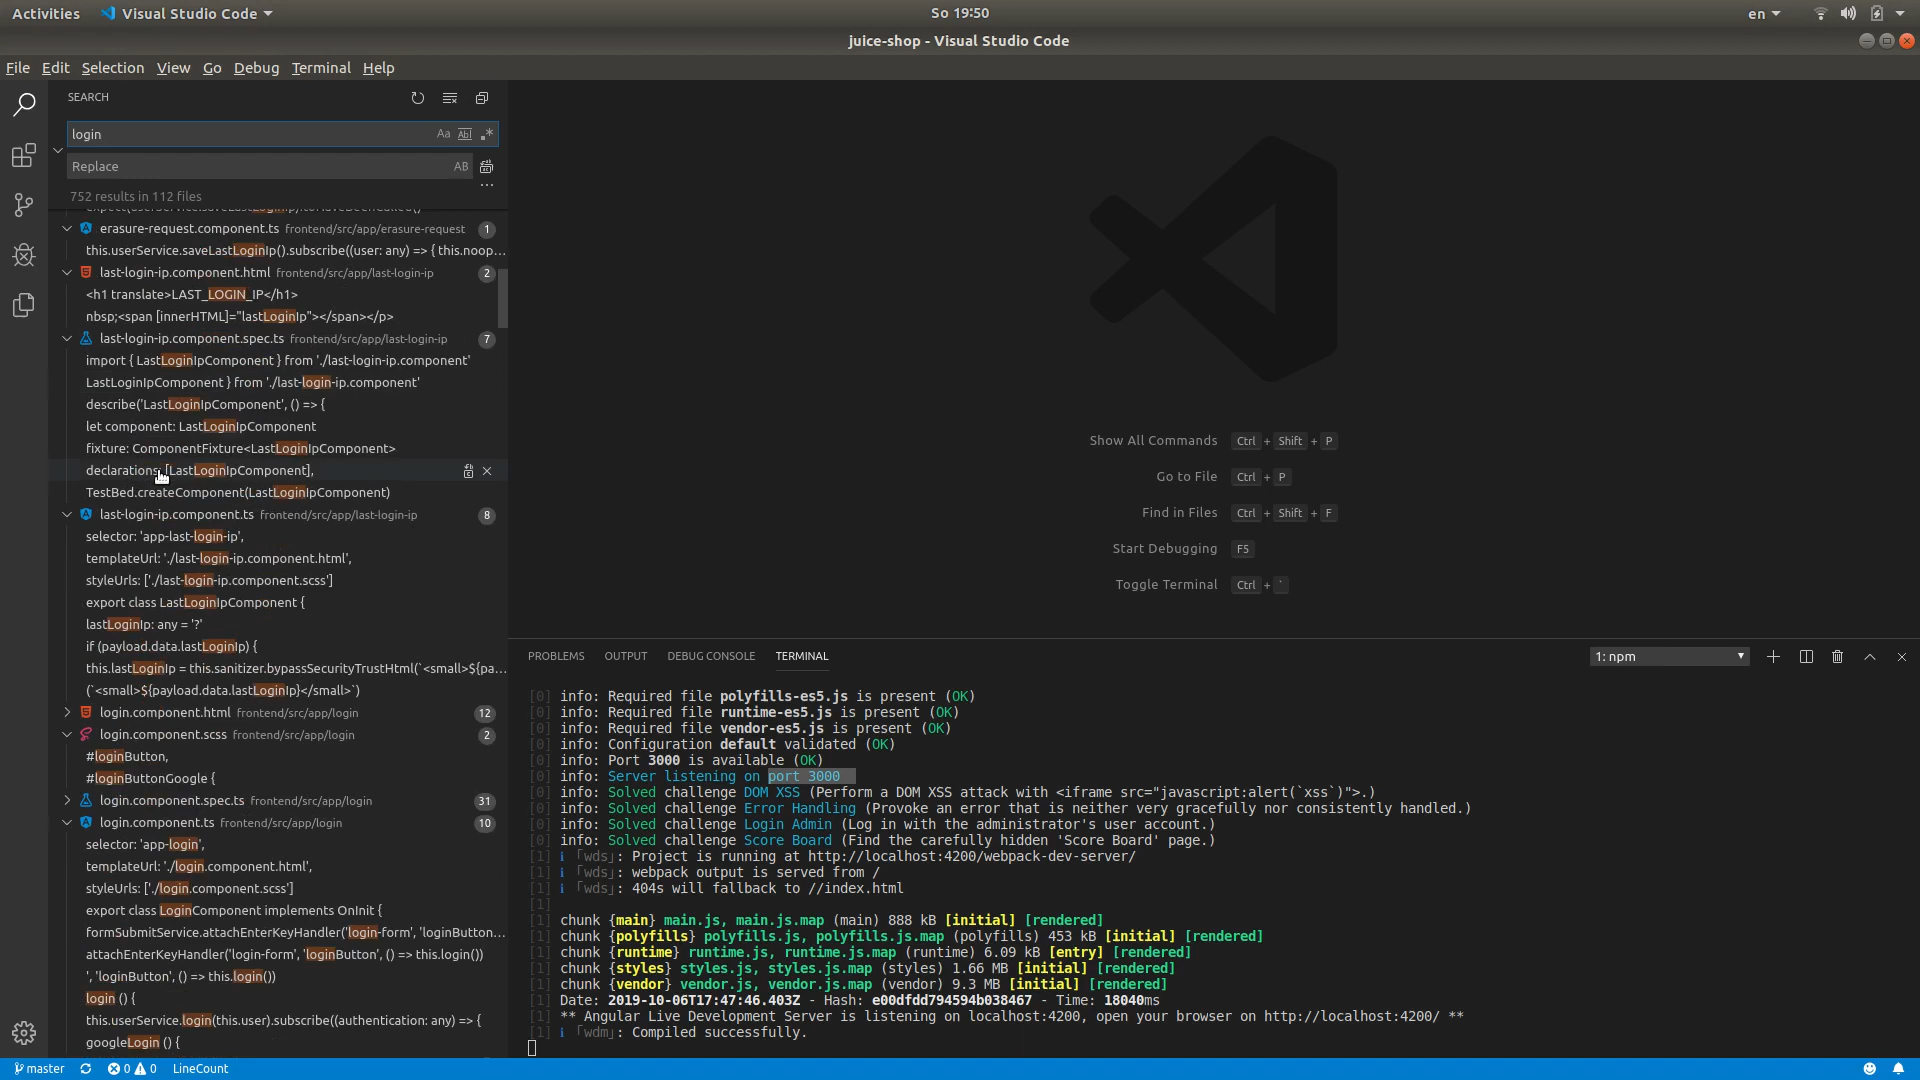 Activities
Visual Studio Code
So 19:50
en
juice-shop - Visual Studio Code
File Edit Selection View Go Debug Terminal Help
SEARCH
login
Aa Abl .*
Replace
AB
752 results in 112 files
erasure-request.component.ts frontend/src/app/erasure-request 1
this.userService.saveLastLoginIp().subscribe((user: any) => { this.noop...
last-login-ip.component.html frontend/src/app/last-login-ip 2
<h1 translate>LAST_LOGIN_IP</h1>
nbsp;<span [innerHTML]="lastLoginIp"></span></p>
last-login-ip.component.spec.ts frontend/src/app/last-login-ip 7
import { LastLoginIpComponent } from './last-login-ip.component'
LastLoginIpComponent } from './last-login-ip.component'
describe('LastLoginIpComponent', () => {
let component: LastLoginIpComponent
fixture: ComponentFixture<LastLoginIpComponent>
declarations: [LastLoginIpComponent],
TestBed.createComponent(LastLoginIpComponent)
last-login-ip.component.ts frontend/src/app/last-login-ip 8
selector: 'app-last-login-ip',
templateUrl: './last-login-ip.component.html',
styleUrls: ['./last-login-ip.component.scss']
export class LastLoginIpComponent {
lastLoginIp: any = '?'
if (payload.data.lastLoginIp) {
this.lastLoginIp = this.sanitizer.bypassSecurityTrustHtml(`<small>${pa...
(`<small>${payload.data.lastLoginIp}</small>`)
login.component.html frontend/src/app/login 12
login.component.scss frontend/src/app/login 2
#loginButton,
#loginButtonGoogle {
login.component.spec.ts frontend/src/app/login 31
login.component.ts frontend/src/app/login 10
selector: 'app-login',
templateUrl: './login.component.html',
styleUrls: ['./login.component.scss']
export class LoginComponent implements OnInit {
formSubmitService.attachEnterKeyHandler('login-form', 'loginButton...
attachEnterKeyHandler('login-form', 'loginButton', () => this.login())
', 'loginButton', () => this.login())
login () {
this.userService.login(this.user).subscribe((authentication: any) => {
googleLogin () {
Show All Commands Ctrl + Shift + P
Go to File Ctrl + P
Find in Files Ctrl + Shift + F
Start Debugging F5
Toggle Terminal Ctrl + `
PROBLEMS OUTPUT DEBUG CONSOLE TERMINAL
1: npm
[0] info: Required file polyfills-es5.js is present (OK)
[0] info: Required file runtime-es5.js is present (OK)
[0] info: Required file vendor-es5.js is present (OK)
[0] info: Configuration default validated (OK)
[0] info: Port 3000 is available (OK)
[0] info: Server listening on port 3000
[0] info: Solved challenge DOM XSS (Perform a DOM XSS attack with <iframe src="javascript:alert(`xss`)">.)
[0] info: Solved challenge Error Handling (Provoke an error that is neither very gracefully nor consistently handled.)
[0] info: Solved challenge Login Admin (Log in with the administrator's user account.)
[0] info: Solved challenge Score Board (Find the carefully hidden 'Score Board' page.)
[1] ℹ ｢wds｣: Project is running at http://localhost:4200/webpack-dev-server/
[1] ℹ ｢wds｣: webpack output is served from /
[1] ℹ ｢wds｣: 404s will fallback to //index.html
[1]
[1] chunk {main} main.js, main.js.map (main) 888 kB [initial] [rendered]
[1] chunk {polyfills} polyfills.js, polyfills.js.map (polyfills) 453 kB [initial] [rendered]
[1] chunk {runtime} runtime.js, runtime.js.map (runtime) 6.09 kB [entry] [rendered]
[1] chunk {styles} styles.js, styles.js.map (styles) 1.66 MB [initial] [rendered]
[1] chunk {vendor} vendor.js, vendor.js.map (vendor) 9.3 MB [initial] [rendered]
[1] Date: 2019-10-06T17:47:46.403Z - Hash: e00dfdd794594b038467 - Time: 18040ms
[1] ** Angular Live Development Server is listening on localhost:4200, open your browser on http://localhost:4200/ **
[1] ℹ ｢wdm｣: Compiled successfully.
master 0 0 LineCount